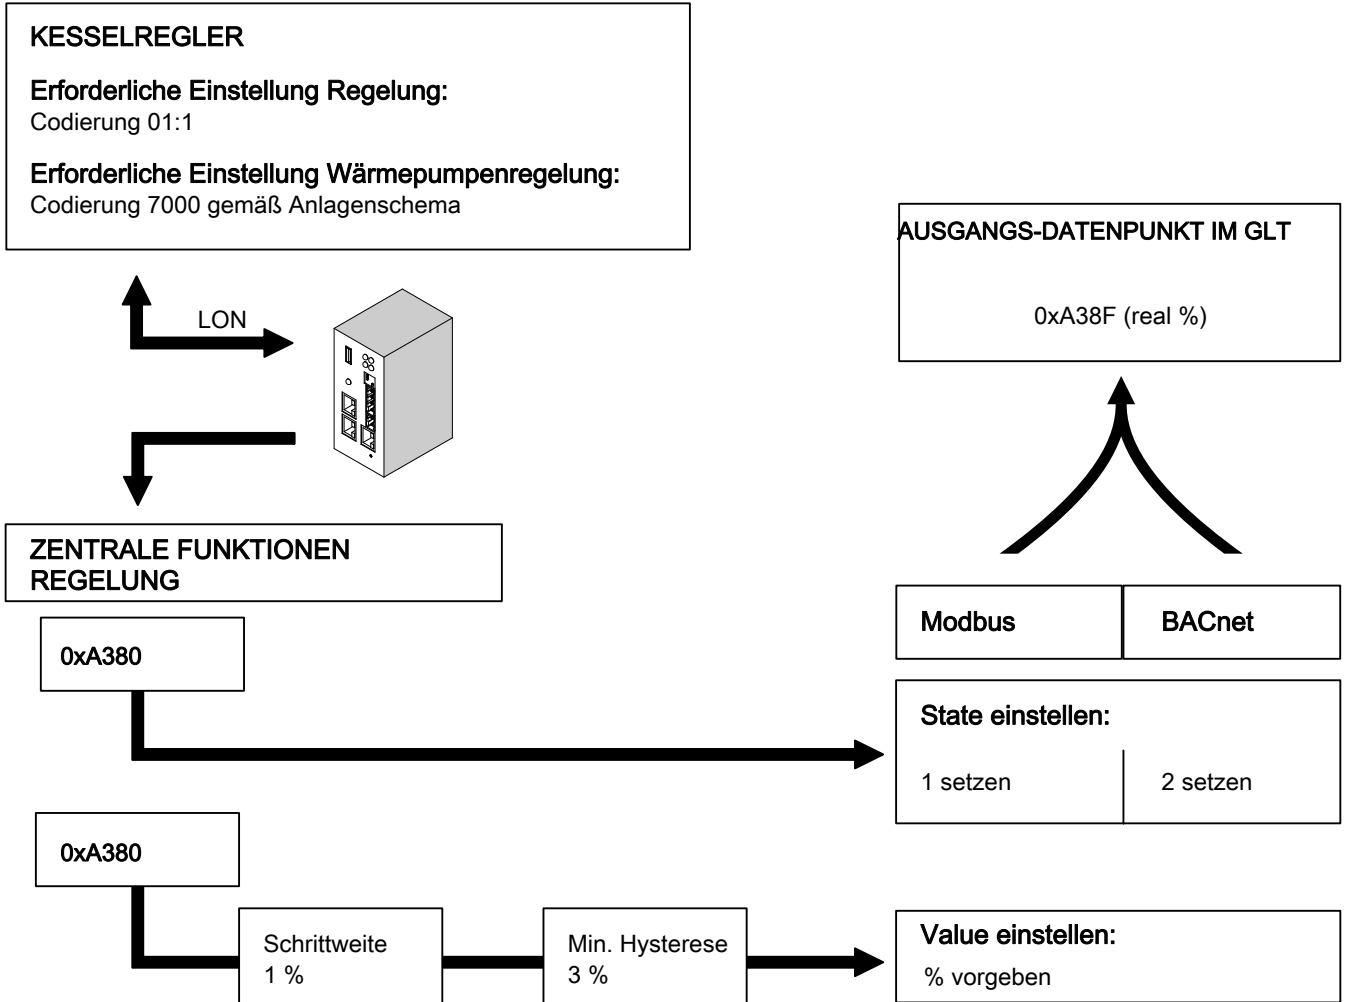 KESSELREGLER
Erforderliche Einstellung Regelung:
Codierung 01:1
Erforderliche Einstellung Wärmepumpenregelung:
Codierung 7000 gemäß Anlagenschema
LON
ZENTRALE FUNKTIONEN
REGELUNG
0xA380
0xA380
Schrittweite
1 %
Min. Hysterese
3 %
AUSGANGS-DATENPUNKT IM GLT
0xA38F (real %)
Modbus
BACnet
State einstellen:
1 setzen
2 setzen
Value einstellen:
% vorgeben